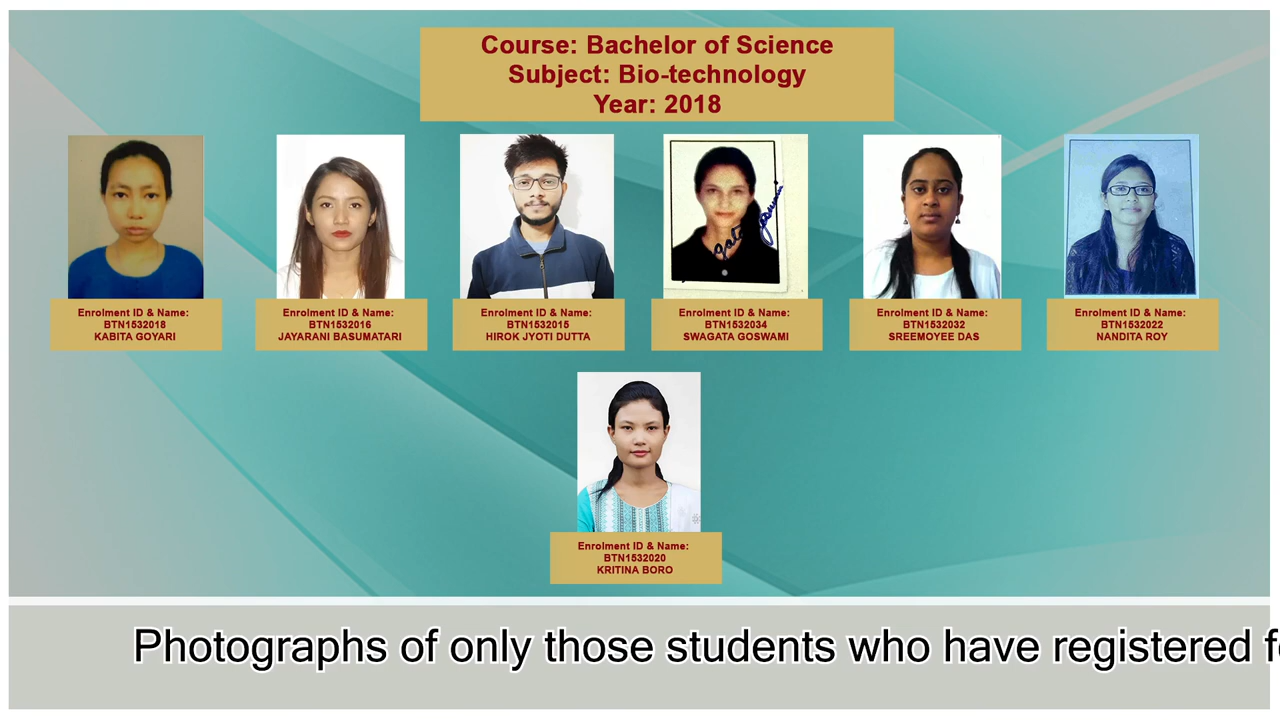 Course: Bachelor of Science
Subject: Bio-technology
Year: 2018
Enrolment ID & Name:
BTN1532018
KABITA GOYARI
Enrolment ID & Name:
BTN1532016
JAYARANI BASUMATARI
Enrolment ID & Name:
BTN1532015
HIROK JYOTI DUTTA
Enrolment ID & Name:
BTN1532034
SWAGATA GOSWAMI
Enrolment ID & Name:
BTN1532032
SREEMOYEE DAS
Enrolment ID & Name:
BTN1532022
NANDITA ROY
Enrolment ID & Name:
BTN1532020
KRITINA BORO
Photographs of only those students who have registered